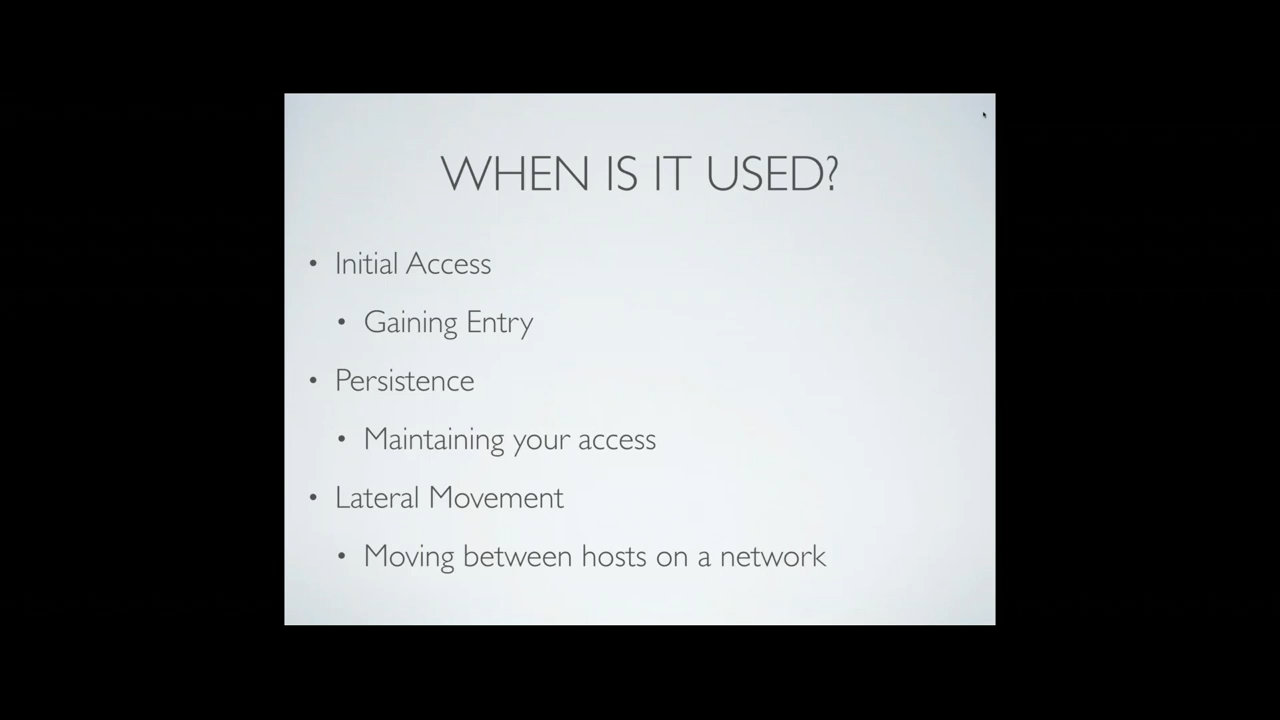 WHEN IS IT USED?
• Initial Access
• Gaining Entry
• Persistence
• Maintaining your access
• Lateral Movement
• Moving between hosts on a network